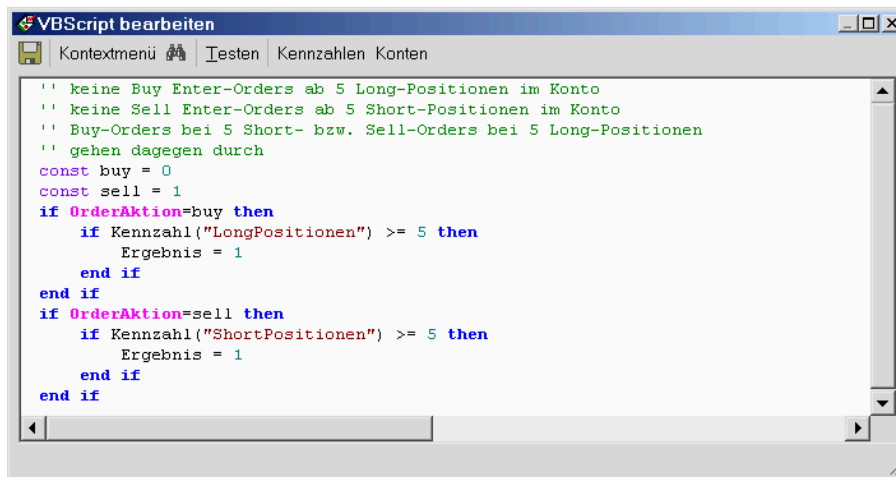 VBScript bearbeiten
Kontextmenü Testen Kennzahlen Konten
'' keine Buy Enter-Orders ab 5 Long-Positionen im Konto
'' keine Sell Enter-Orders ab 5 Short-Positionen im Konto
'' Buy-Orders bei 5 Short- bzw. Sell-Orders bei 5 Long-Positionen
'' gehen dagegen durch
const buy = 0
const sell = 1
if OrderAktion=buy then
    if Kennzahl("LongPositionen") >= 5 then
        Ergebnis = 1
    end if
end if
if OrderAktion=sell then
    if Kennzahl("ShortPositionen") >= 5 then
        Ergebnis = 1
    end if
end if